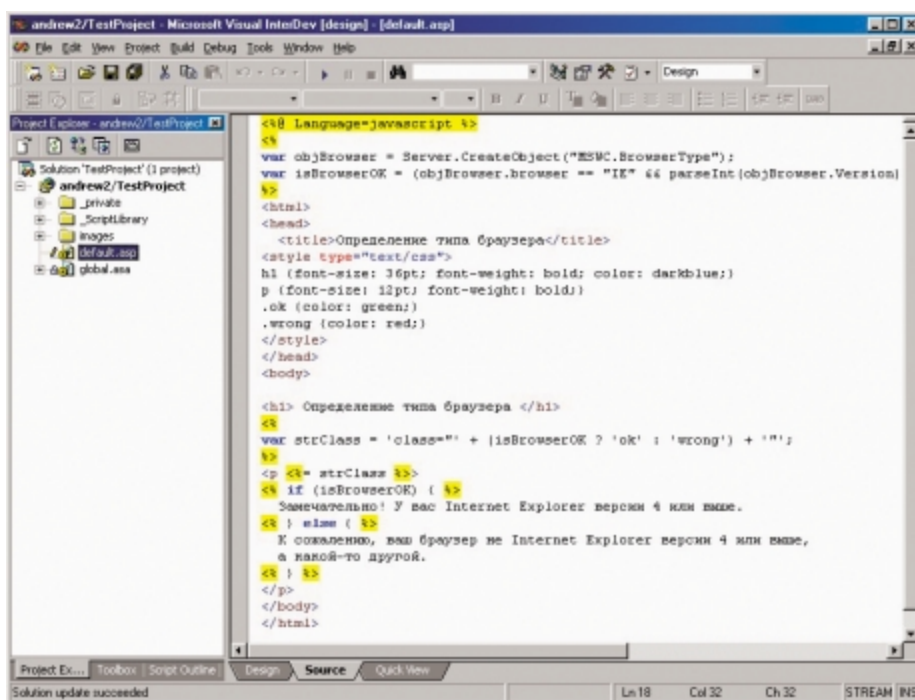 andrew2/TestProject - Microsoft Visual InterDev [design] - [default.asp]
File Edit View Project Build Debug Tools Window Help
Design
Project Explorer - andrew2/TestProject
Solution 'TestProject' (1 project)
andrew2/TestProject
_private
_ScriptLibrary
images
default.asp
global.asa
<%@ Language=javascript %>
<%
var objBrowser = Server.CreateObject("MSWC.BrowserType");
var isBrowserOK = (objBrowser.browser == "IE" && parseInt(objBrowser.Version)
%>
<html>
<head>
<title>Определение типа браузера</title>
<style type="text/css">
h1 {font-size: 36pt; font-weight: bold; color: darkblue;}
p {font-size: 12pt; font-weight: bold;}
.ok {color: green;}
.wrong {color: red;}
</style>
</head>
<body>
<h1> Определение типа браузера </h1>
<%
var strClass = 'class="' + (isBrowserOK ? 'ok' : 'wrong') + '"';
%>
<p <%= strClass %>>
<% if (isBrowserOK) { %>
Замечательно! У вас Internet Explorer версии 4 или выше.
<% } else { %>
К сожалению, ваш браузер не Internet Explorer версии 4 или выше,
а какой-то другой.
<% } %>
</p>
</body>
</html>
Project Ex... Toolbox Script Outline Design Source Quick View
Solution update succeeded Ln 18 Col 32 Ch 32 STREAM INS